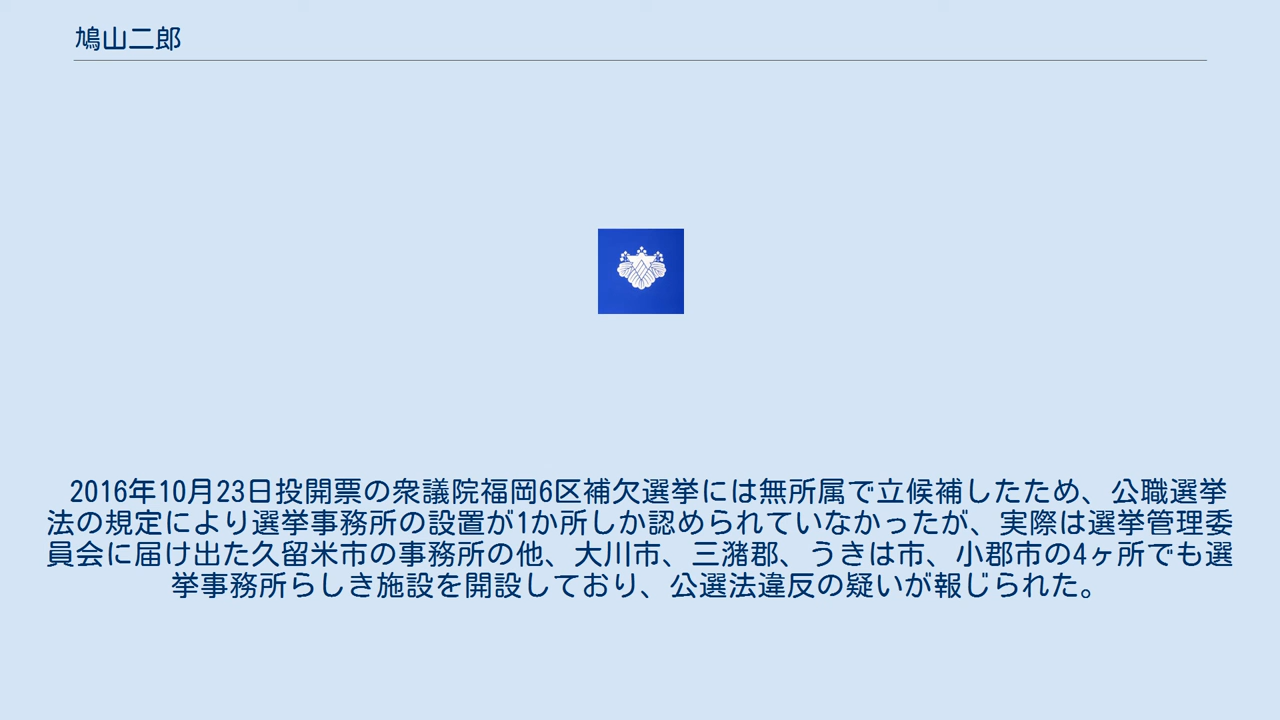 鳩山二郎
2016年10月23日投開票の衆議院福岡6区補欠選挙には無所属で立候補したため、公職選挙
法の規定により選挙事務所の設置が1か所しか認められていなかったが、実際は選挙管理委
員会に届け出た久留米市の事務所の他、大川市、三潴郡、うきは市、小郡市の4ヶ所でも選
挙事務所らしき施設を開設しており、公選法違反の疑いが報じられた。